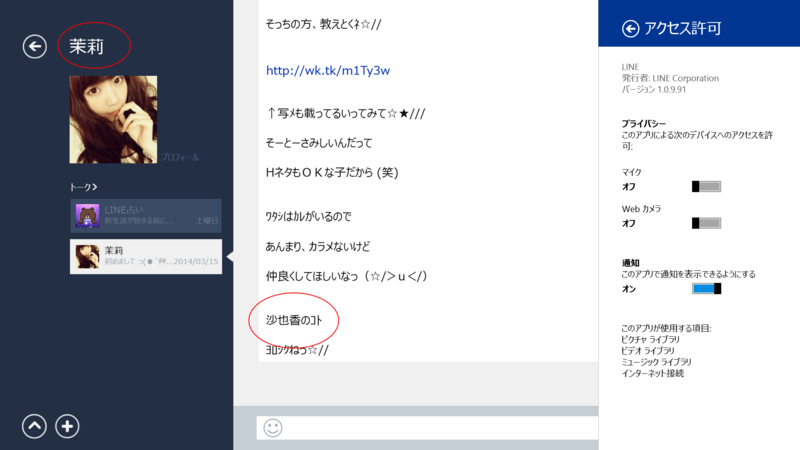 茉莉
プロフィール
トーク
LINE占い
新生活が始まる前に...
土曜日
茉莉
初めまして っ(●´艸...2014/03/15
そっちの方、教えとくﾈ☆//
http://wk.tk/m1Ty3w
↑写ﾒも載ってるいってみて☆★///
そーとーさみしいんだって
HネタもＯＫな子だから (笑)
ﾜﾀｼはｶﾚがいるので
あんまり、カラメないけど
仲良くしてほしいなっ（☆/＞ｕ＜/）
沙也香のｺﾄ
ﾖﾛｼｸねっ☆//
アクセス許可
LINE
発行者: LINE Corporation
バージョン 1.0.9.91
プライバシー
このアプリによる次のデバイスへのアクセスを許
可:
マイク
オフ
Web カメラ
オフ
通知
このアプリで通知を表示できるようにする
オン
このアプリが使用する項目:
ピクチャ ライブラリ
ビデオ ライブラリ
ミュージック ライブラリ
インターネット接続